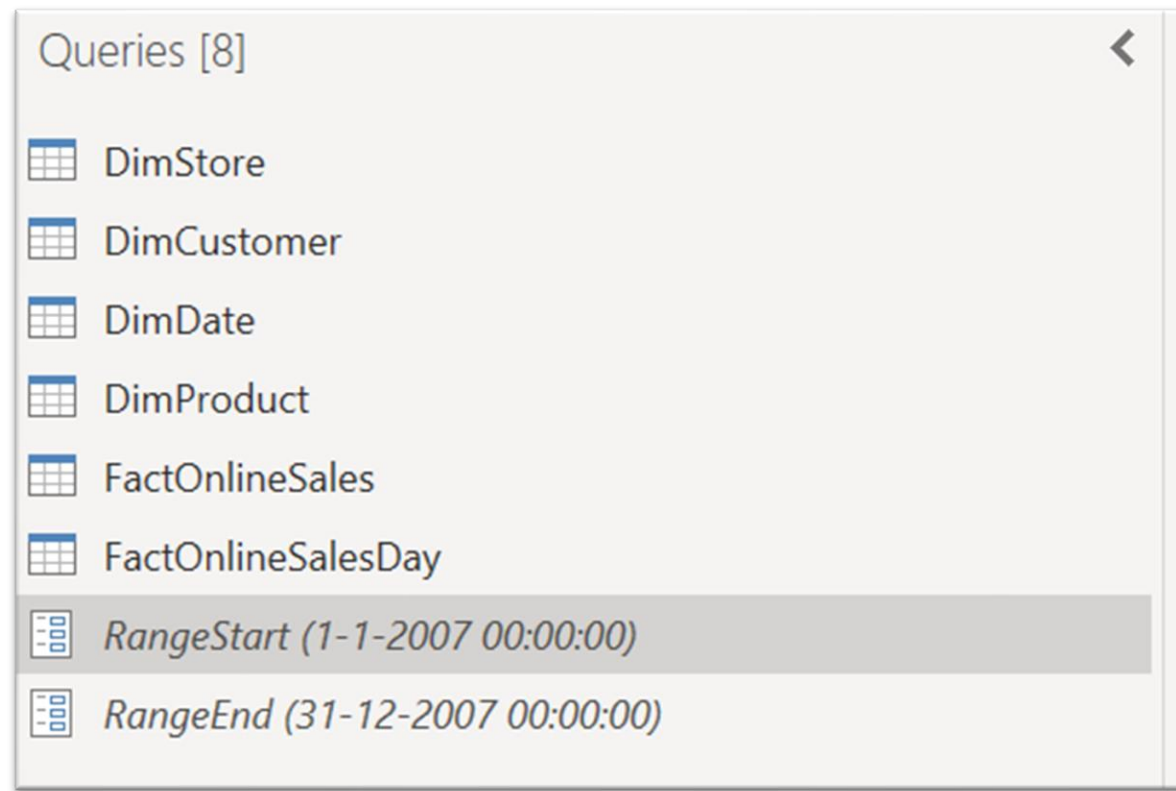 Queries [8]
DimStore
DimCustomer
DimDate
DimProduct
FactOnlineSales
FactOnlineSalesDay
RangeStart (1-1-2007 00:00:00)
RangeEnd (31-12-2007 00:00:00)